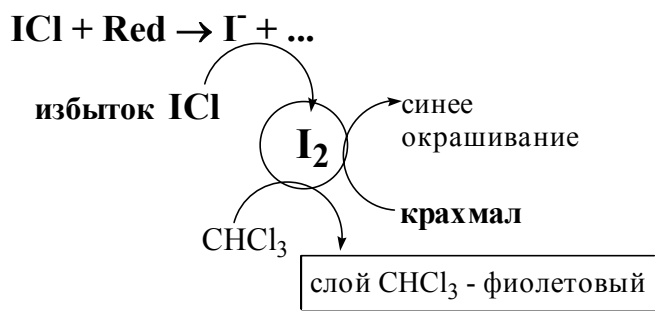 ICl + Red → I⁻ + ...
избыток ICl
I₂
синее
окрашивание
крахмал
CHCl₃
слой CHCl₃ - фиолетовый